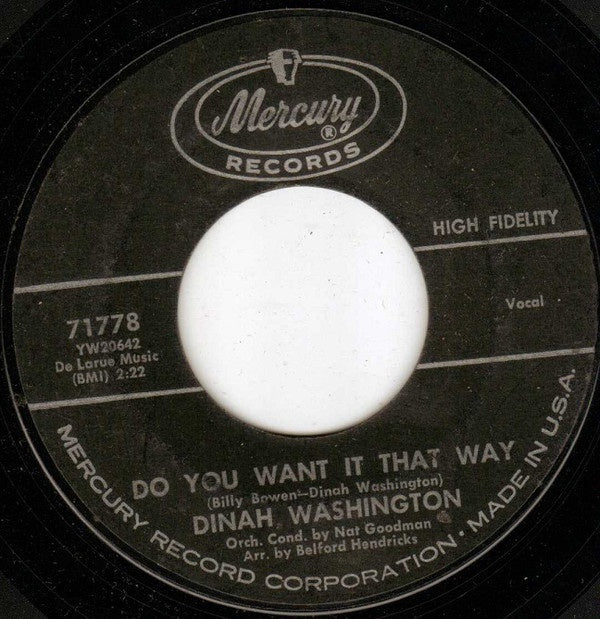 Mercury ®
RECORDS
HIGH FIDELITY
71778
YW20642
De Larue Music
(BMI) 2:22
Vocal
DO YOU WANT IT THAT WAY
(Billy Bowen-Dinah Washington)
DINAH WASHINGTON
Orch. Cond. by Nat Goodman
Arr. by Belford Hendricks
MERCURY RECORD CORPORATION · MADE IN U.S.A.